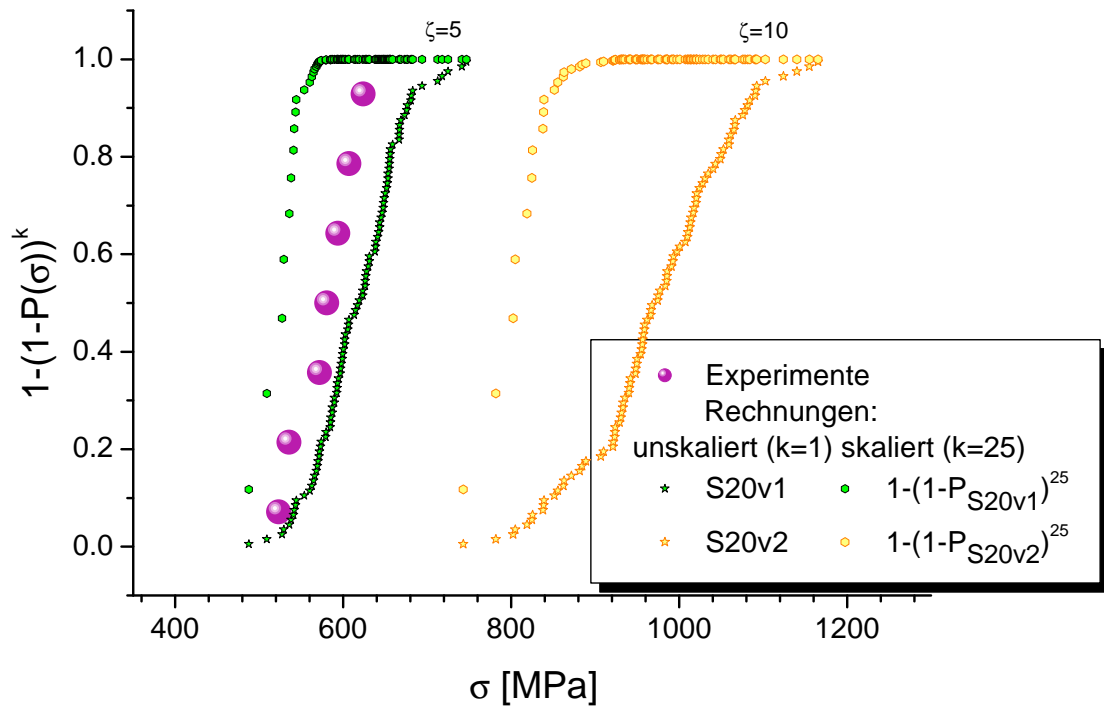 ζ=5
ζ=10
1.0
0.8
0.6
0.4
0.2
0.0
1-(1-P(σ))^k
Experimente
Rechnungen:
unskaliert (k=1) skaliert (k=25)
S20v1 1-(1-P_S20v1)^25
S20v2 1-(1-P_S20v2)^25
400 600 800 1000 1200
σ [MPa]